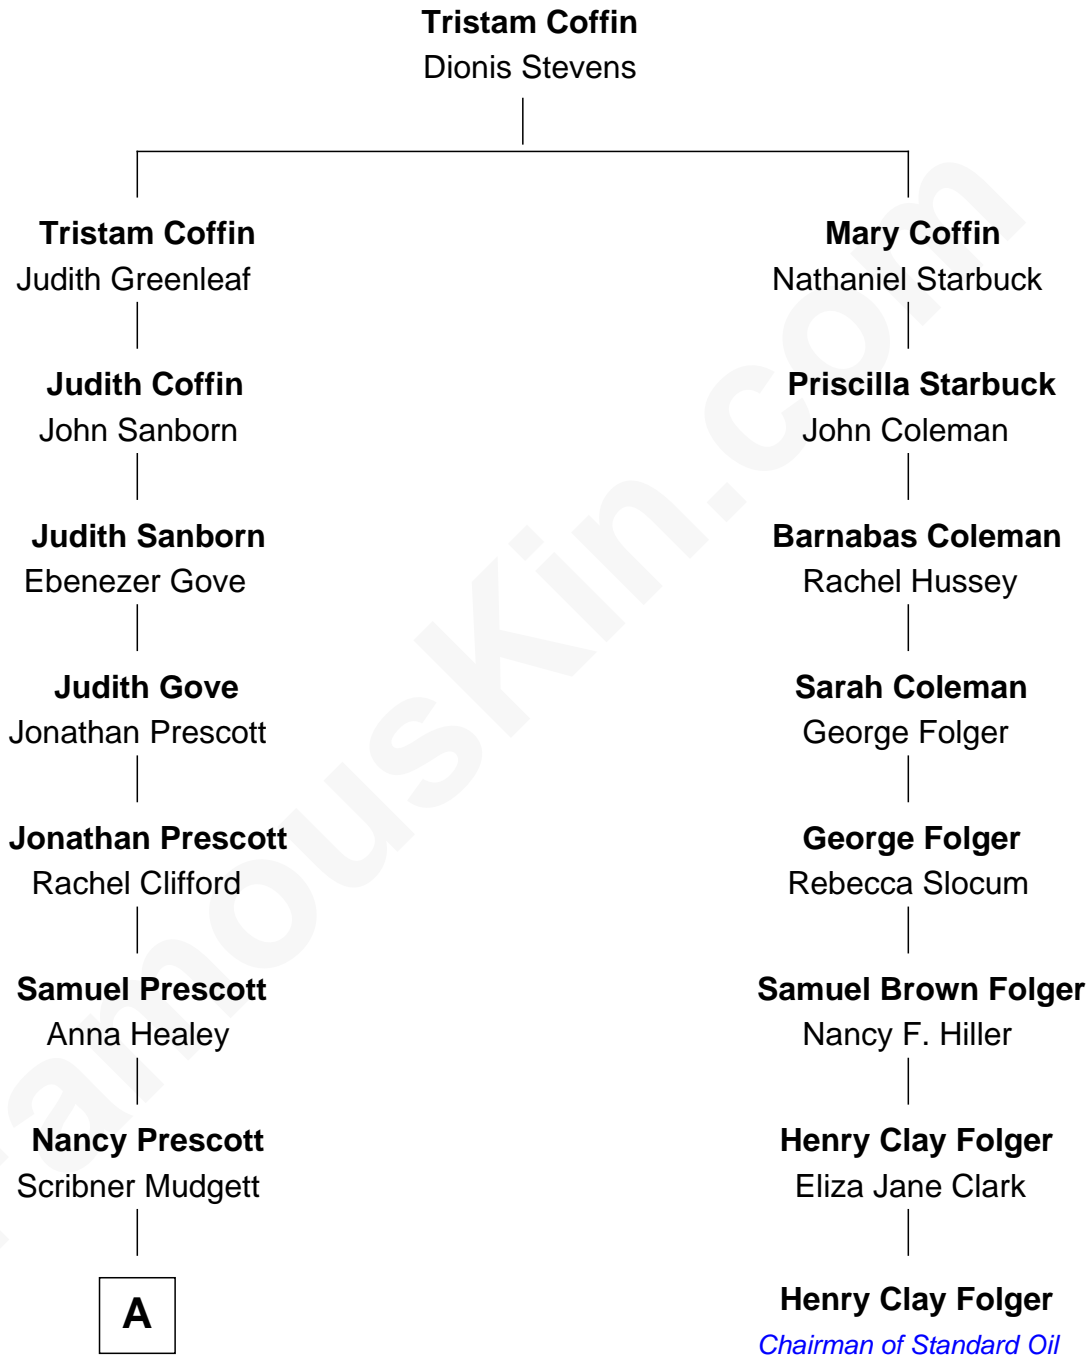 Tristam Coffin
Dionis Stevens
Tristam Coffin
Judith Greenleaf
Mary Coffin
Nathaniel Starbuck
Judith Coffin
John Sanborn
Priscilla Starbuck
John Coleman
Judith Sanborn
Ebenezer Gove
Barnabas Coleman
Rachel Hussey
Judith Gove
Jonathan Prescott
Sarah Coleman
George Folger
Jonathan Prescott
Rachel Clifford
George Folger
Rebecca Slocum
Samuel Prescott
Anna Healey
Samuel Brown Folger
Nancy F. Hiller
Nancy Prescott
Scribner Mudgett
Henry Clay Folger
Eliza Jane Clark
A
Henry Clay Folger
Chairman of Standard Oil
FamousKin.com